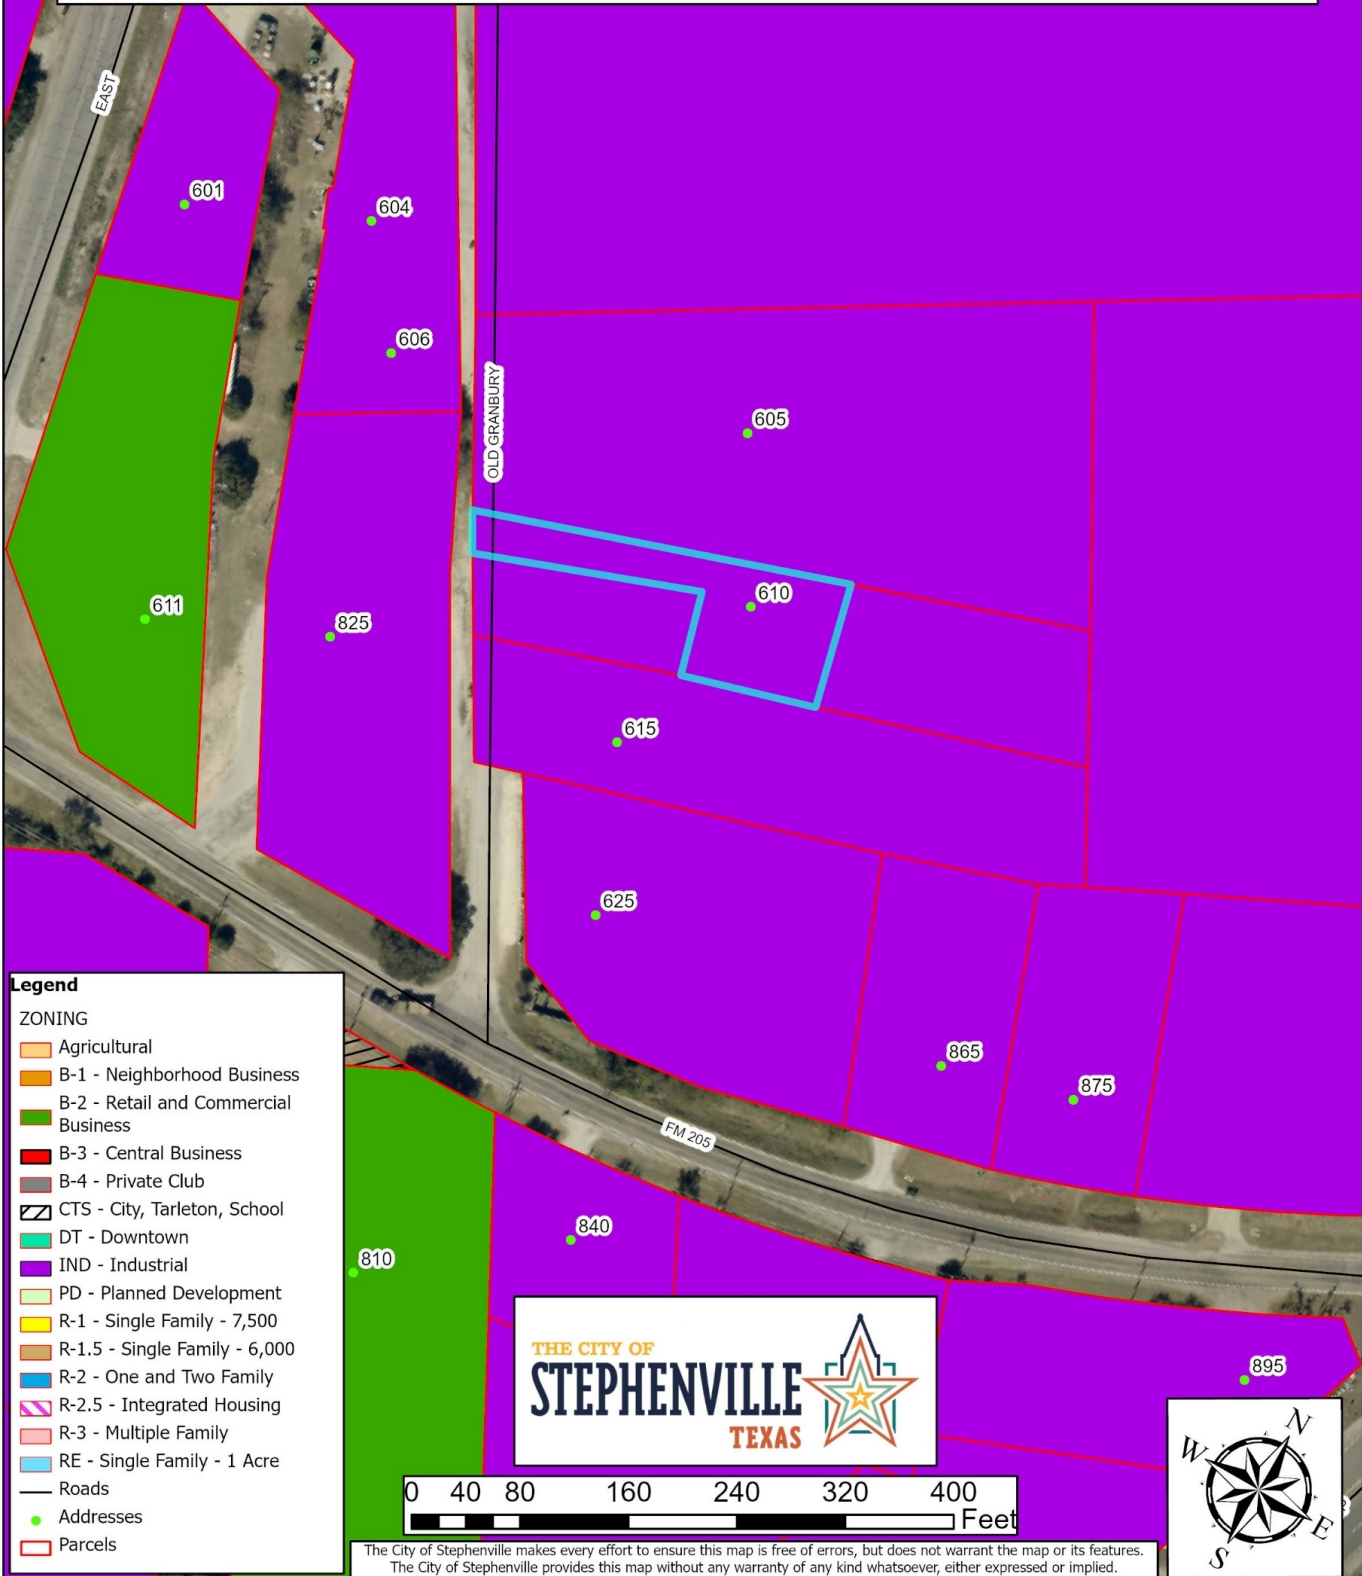 EAST
601
604
606
OLD GRANBURY
605
610
611
825
615
625
865
875
FM 205
840
810
895
Legend
ZONING
Agricultural
B-1 - Neighborhood Business
B-2 - Retail and Commercial
Business
B-3 - Central Business
B-4 - Private Club
CTS - City, Tarleton, School
DT - Downtown
IND - Industrial
PD - Planned Development
R-1 - Single Family - 7,500
R-1.5 - Single Family - 6,000
R-2 - One and Two Family
R-2.5 - Integrated Housing
R-3 - Multiple Family
RE - Single Family - 1 Acre
Roads
Addresses
Parcels
THE CITY OF
STEPHENVILLE
TEXAS
0 40 80 160 240 320 400
Feet
N
W
E
S
The City of Stephenville makes every effort to ensure this map is free of errors, but does not warrant the map or its features.
The City of Stephenville provides this map without any warranty of any kind whatsoever, either expressed or implied.